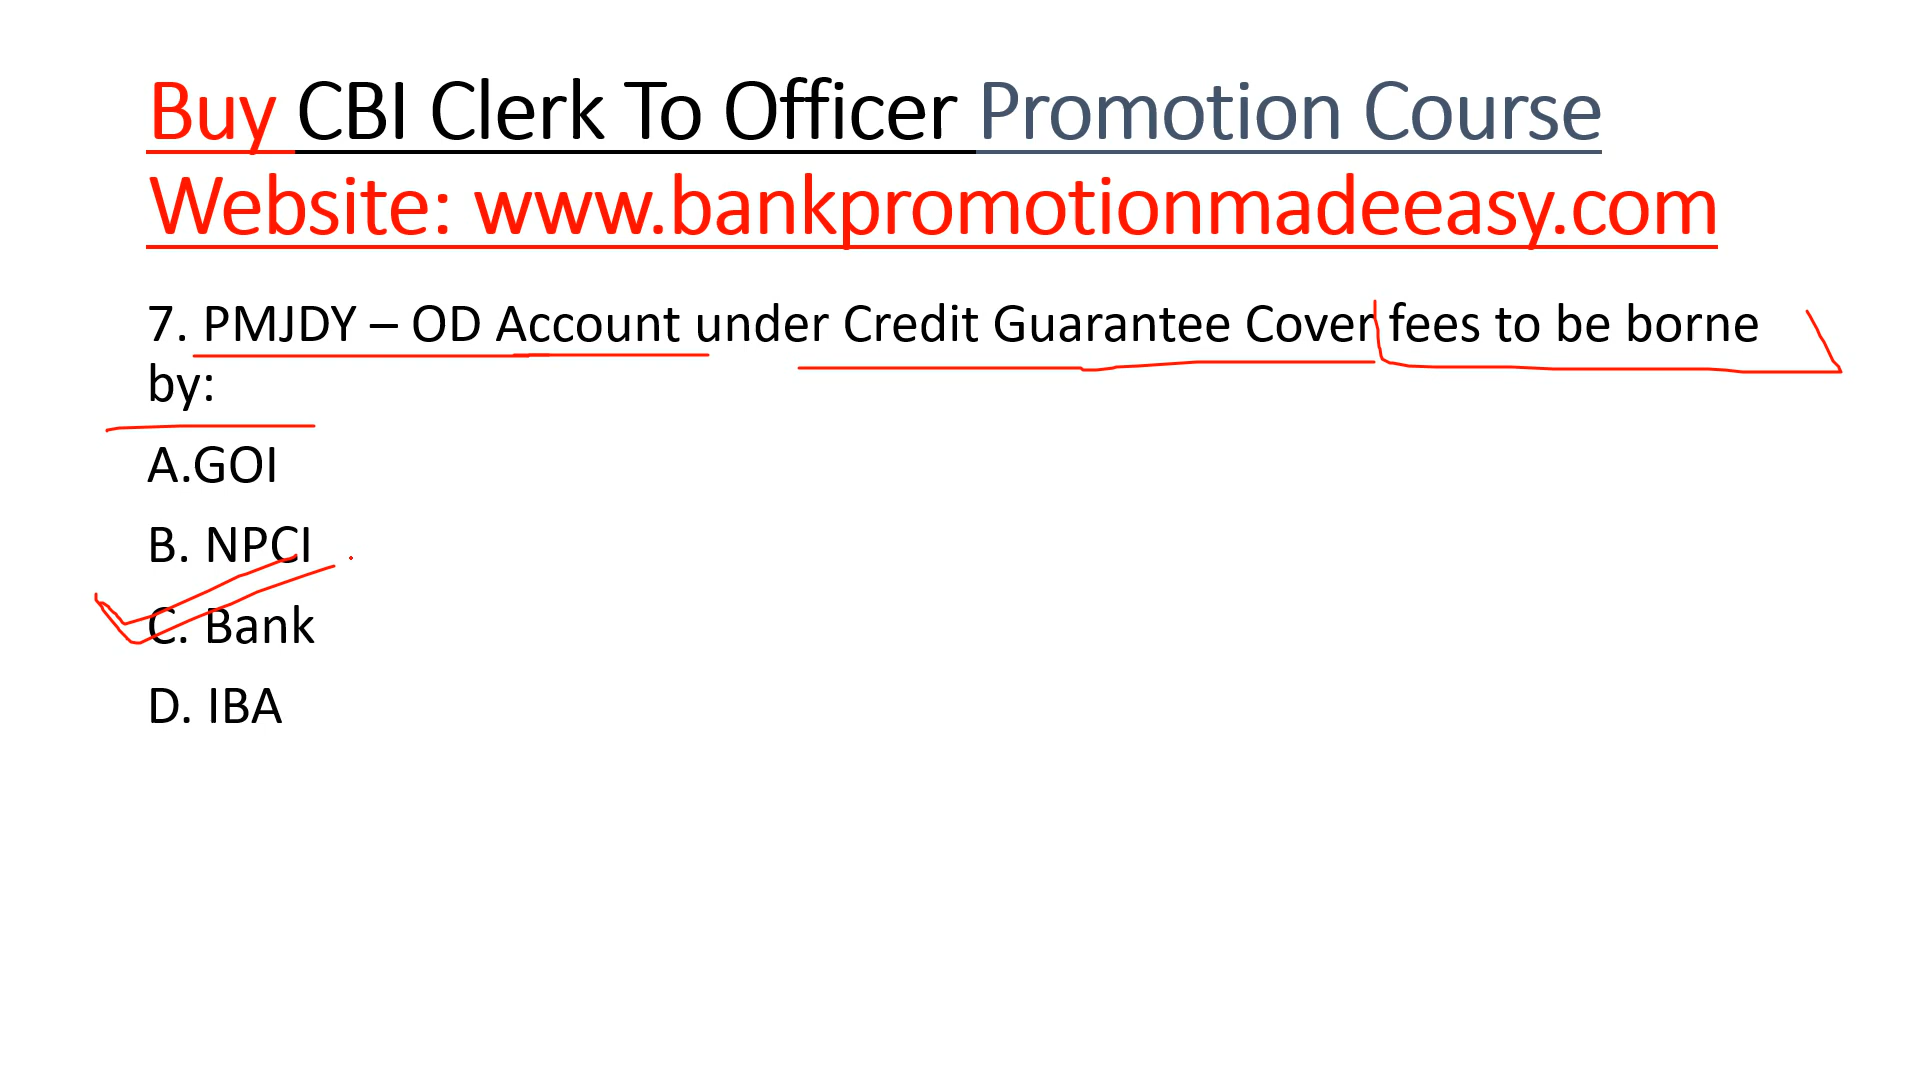 Buy CBI Clerk To Officer Promotion Course
Website: www.bankpromotionmadeeasy.com
7. PMJDY – OD Account under Credit Guarantee Cover fees to be borne
by:
A.GOI
B. NPCI
C. Bank
D. IBA